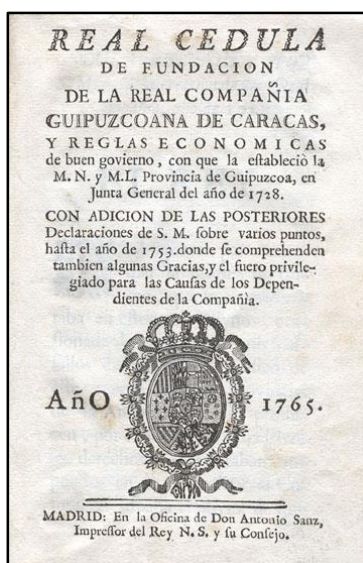 REAL CEDULA
DE FUNDACION
DE LA REAL COMPAÑIA
GUIPUZCOANA DE CARACAS,
Y REGLAS ECONOMICAS
de buen govierno, con que la eſtableciò la
M. N. y M.L. Provincia de Guipuzcoa, en
Junta General del año de 1728.
CON ADICION DE LAS POSTERIORES
Declaraciones de S. M. ſobre varios puntos,
haſta el año de 1753. donde ſe comprehenden
tambien algunas Gracias, y el fuero privile-
giado para las Cauſas de los Depen-
dientes de la Compañia.
AñO 1765.
MADRID: En la Oficina de Don Antonio Sanz,
Impreſſor del Rey N. S. y ſu Conſejo.